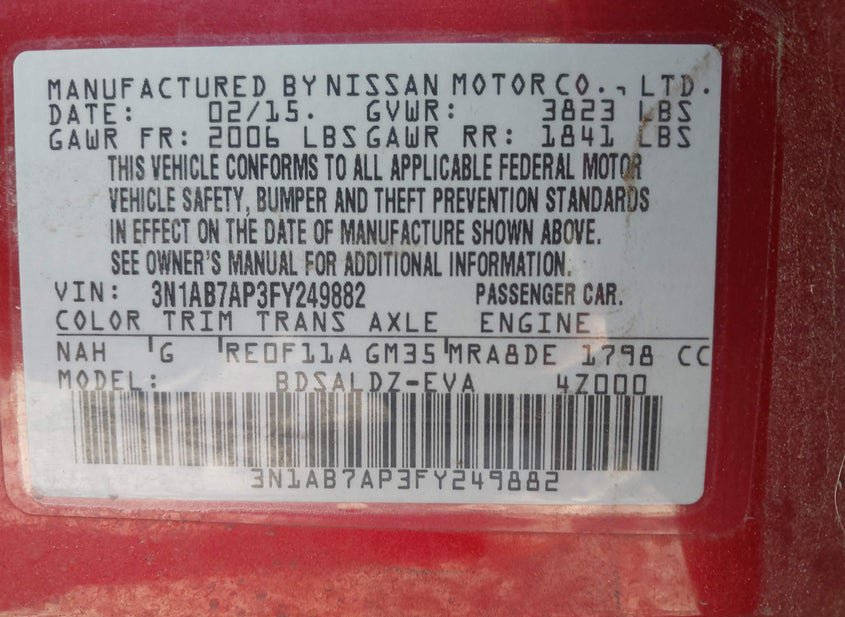 MANUFACTURED BY NISSAN MOTOR CO., LTD.
DATE: 02/15. GVWR: 3823 LBS
GAWR FR: 2006 LBS GAWR RR: 1841 LBS
THIS VEHICLE CONFORMS TO ALL APPLICABLE FEDERAL MOTOR
VEHICLE SAFETY, BUMPER AND THEFT PREVENTION STANDARDS
IN EFFECT ON THE DATE OF MANUFACTURE SHOWN ABOVE.
SEE OWNER'S MANUAL FOR ADDITIONAL INFORMATION.
VIN: 3N1AB7AP3FY249882 PASSENGER CAR.
COLOR TRIM TRANS AXLE ENGINE
NAH G RE0F11A GM35 MRA8DE 1798 CC
MODEL: BDSALDZ-EVA 4Z000
3N1AB7AP3FY249882